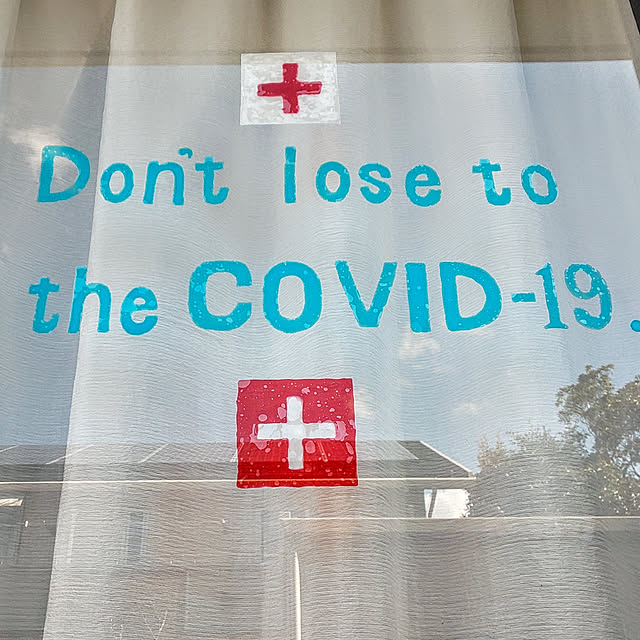 Don't lose to
the COVID-19.